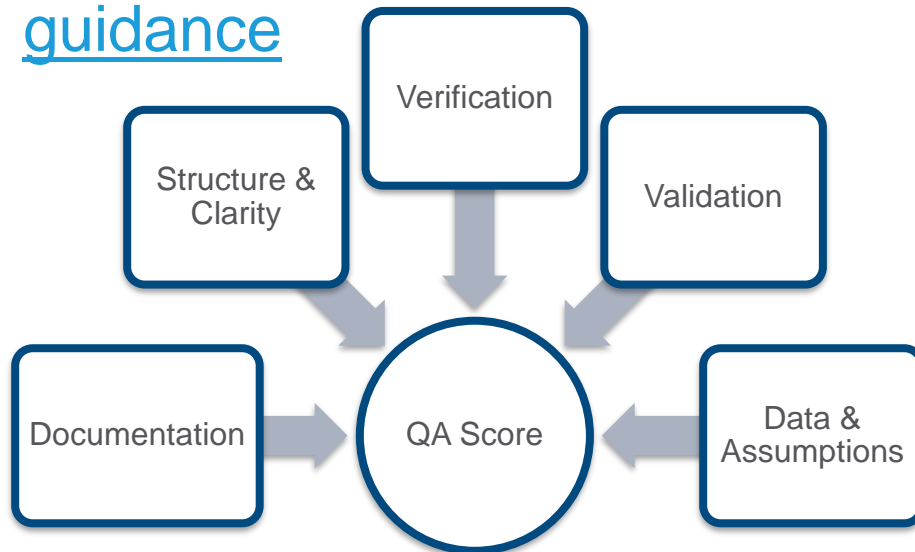 guidance
Verification
Structure &
Clarity
Validation
Documentation
QA Score
Data &
Assumptions